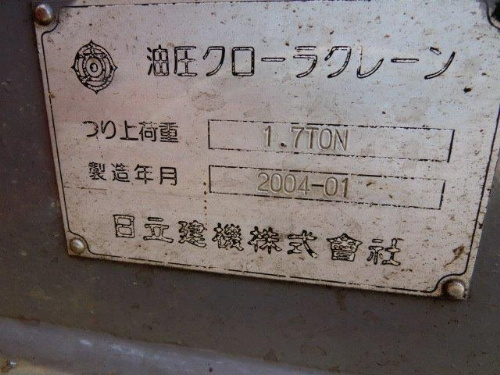 油圧クローラクレーン
つり上荷重 1.7TON
製造年月 2004-01
日立建機株式會社